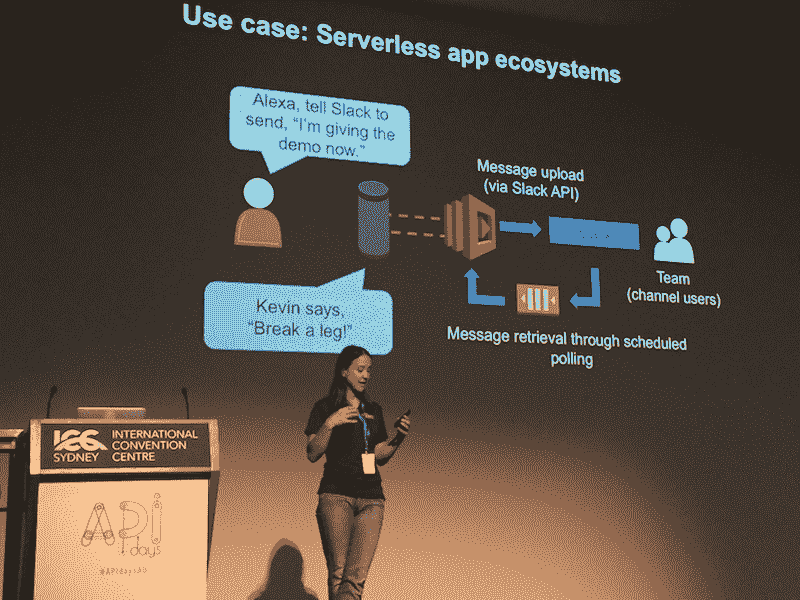 Use case: Serverless app ecosystems
Alexa, tell Slack to
send, “I'm giving the
demo now.”
Message upload
(via Slack API)
Team
(channel users)
Kevin says,
“Break a leg!”
Message retrieval through scheduled
polling
ICC
SYDNEY
INTERNATIONAL
CONVENTION
CENTRE
API
days